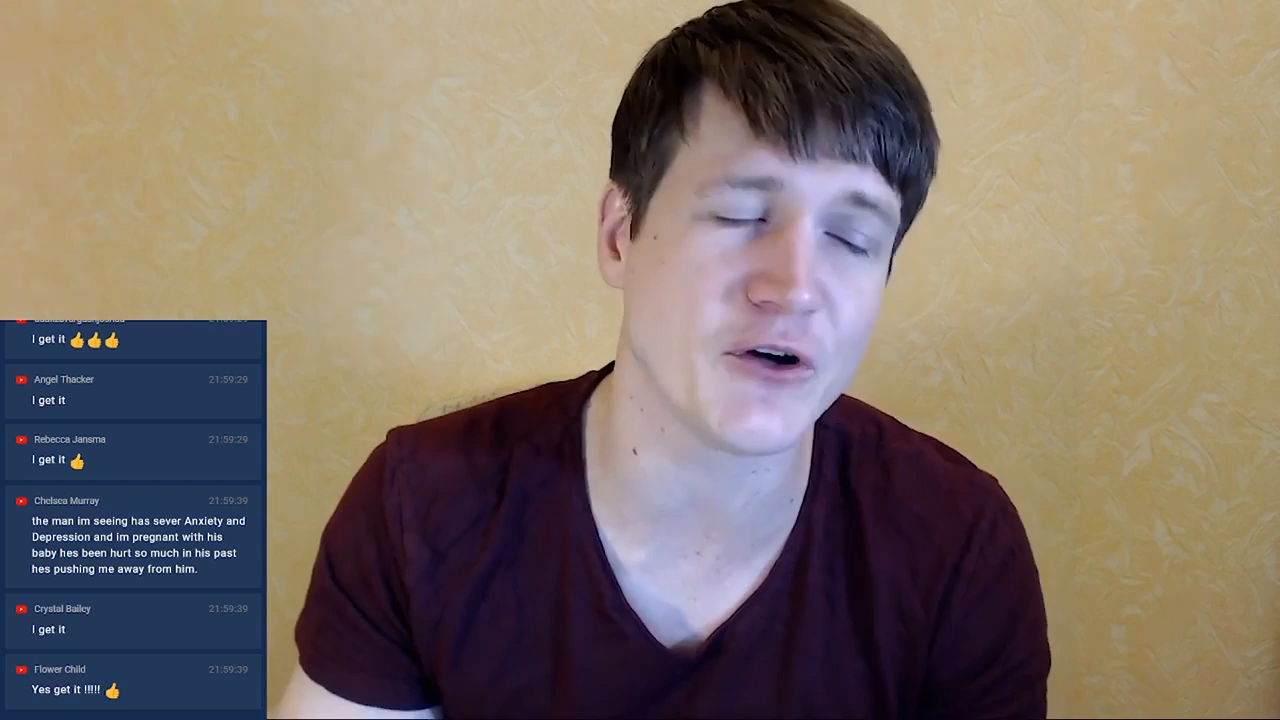 I get it 👍👍👍
Angel Thacker 21:59:29
I get it
Rebecca Jansma 21:59:29
I get it 👍
Chelsea Murray 21:59:39
the man im seeing has sever Anxiety and
Depression and im pregnant with his
baby hes been hurt so much in his past
hes pushing me away from him.
Crystal Bailey 21:59:39
I get it
Flower Child 21:59:39
Yes get it !!!!! 👍